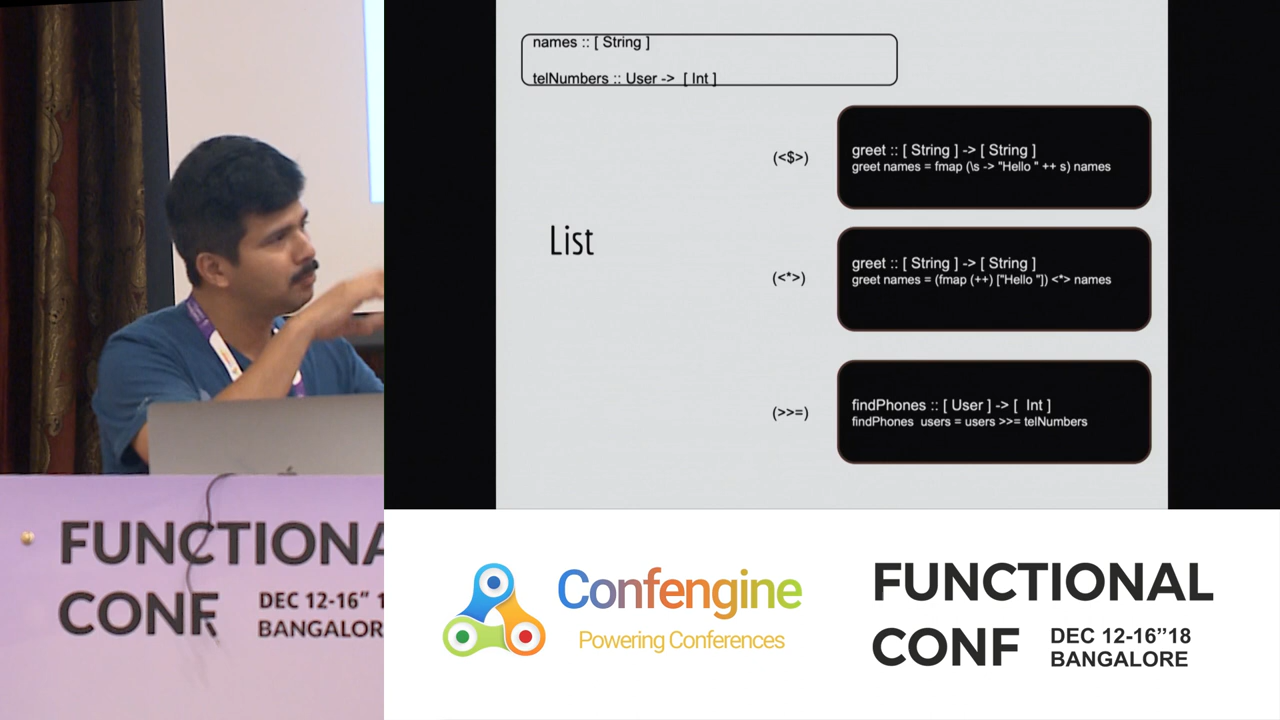 names :: [ String ]
telNumbers :: User -> [ Int ]
(<$>)
greet :: [ String ] -> [ String ]
greet names = fmap (\s -> "Hello " ++ s) names
List
(<*>)
greet :: [ String ] -> [ String ]
greet names = (fmap (++) ["Hello "]) <*> names
(>>=)
findPhones :: [ User ] -> [ Int ]
findPhones users = users >>= telNumbers
FUNCTIONA
CONF
DEC 12-16" 1
BANGALOR
Confengine
Powering Conferences
FUNCTIONAL
CONF
DEC 12-16”18
BANGALORE